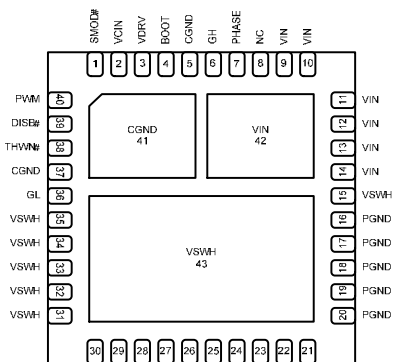 SMOD# VCIN VDRV BOOT CGND GH PHASE NC VIN VIN
1 2 3 4 5 6 7 8 9 10
PWM 40
DISB# 39
THWN# 38
CGND 37
GL 36
VSWH 35
VSWH 34
VSWH 33
VSWH 32
VSWH 31
CGND
41
VIN
42
VSWH
43
11 VIN
12 VIN
13 VIN
14 VIN
15 VSWH
16 PGND
17 PGND
18 PGND
19 PGND
20 PGND
30 29 28 27 26 25 24 23 22 21